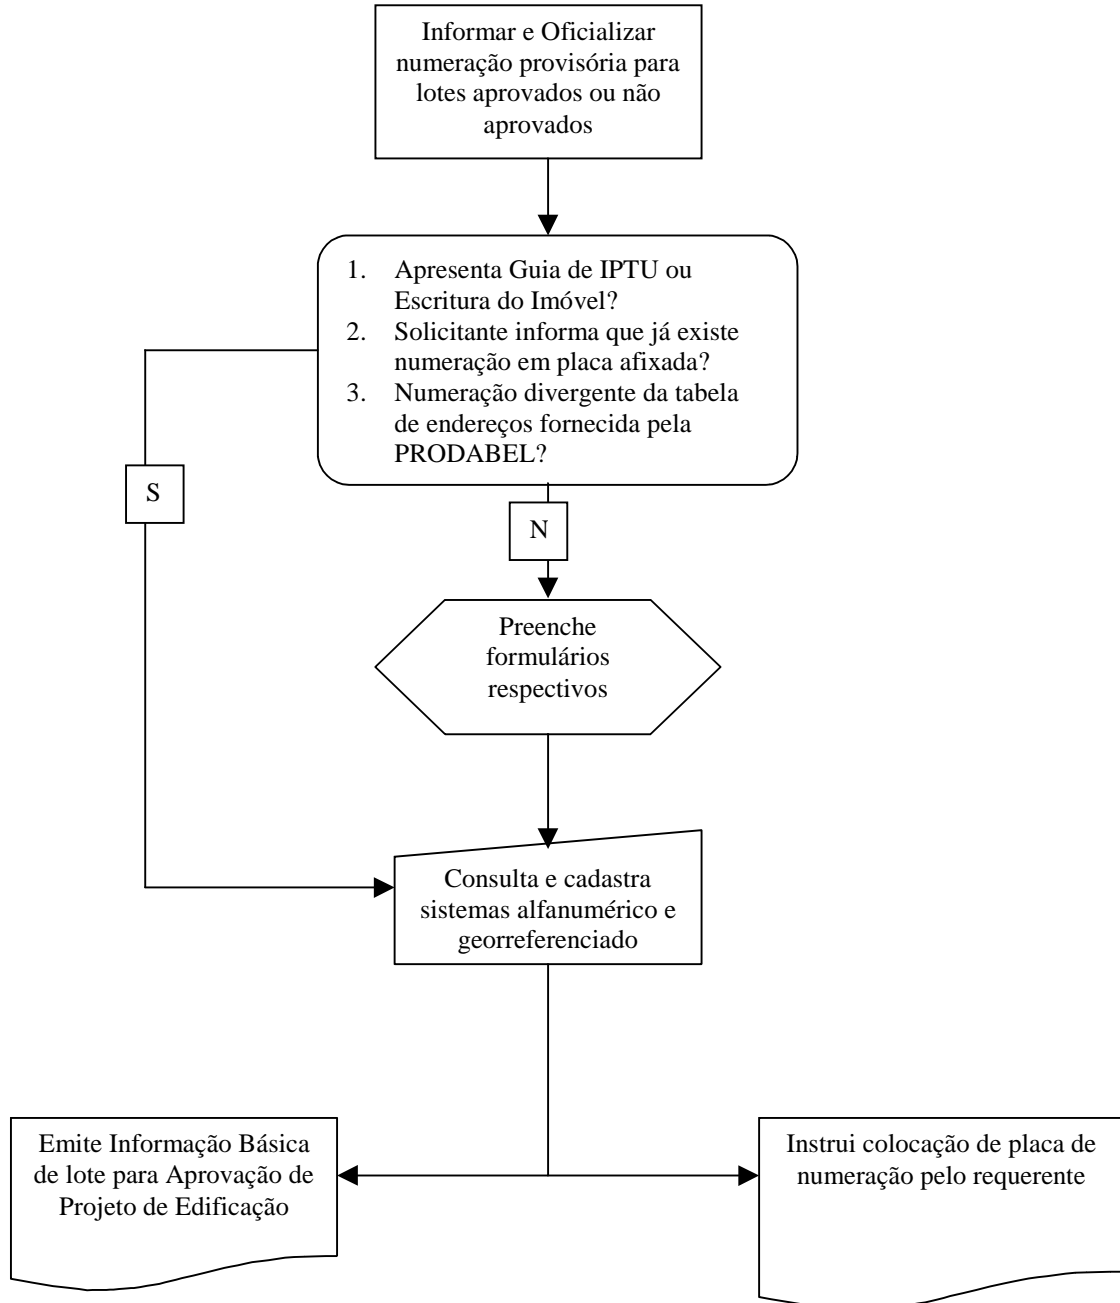 Informar e Oficializar
numeração provisória para
lotes aprovados ou não
aprovados
1. Apresenta Guia de IPTU ou
Escritura do Imóvel?
2. Solicitante informa que já existe
numeração em placa afixada?
3. Numeração divergente da tabela
de endereços fornecida pela
PRODABEL?
S
N
Preenche
formulários
respectivos
Consulta e cadastra
sistemas alfanumérico e
georreferenciado
Emite Informação Básica
de lote para Aprovação de
Projeto de Edificação
Instrui colocação de placa de
numeração pelo requerente